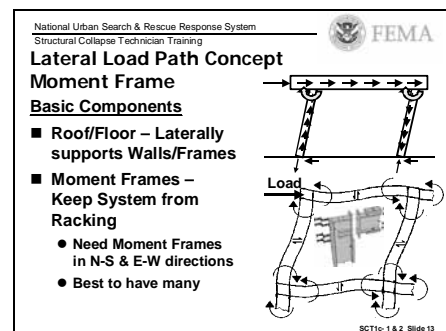 National Urban Search & Rescue Response System
Structural Collapse Technician Training
FEMA
Lateral Load Path Concept
Moment Frame
Basic Components
■ Roof/Floor – Laterally
supports Walls/Frames
■ Moment Frames –
Keep System from
Racking
● Need Moment Frames
in N-S & E-W directions
● Best to have many
Load
SCT1c- 1 & 2 Slide 13